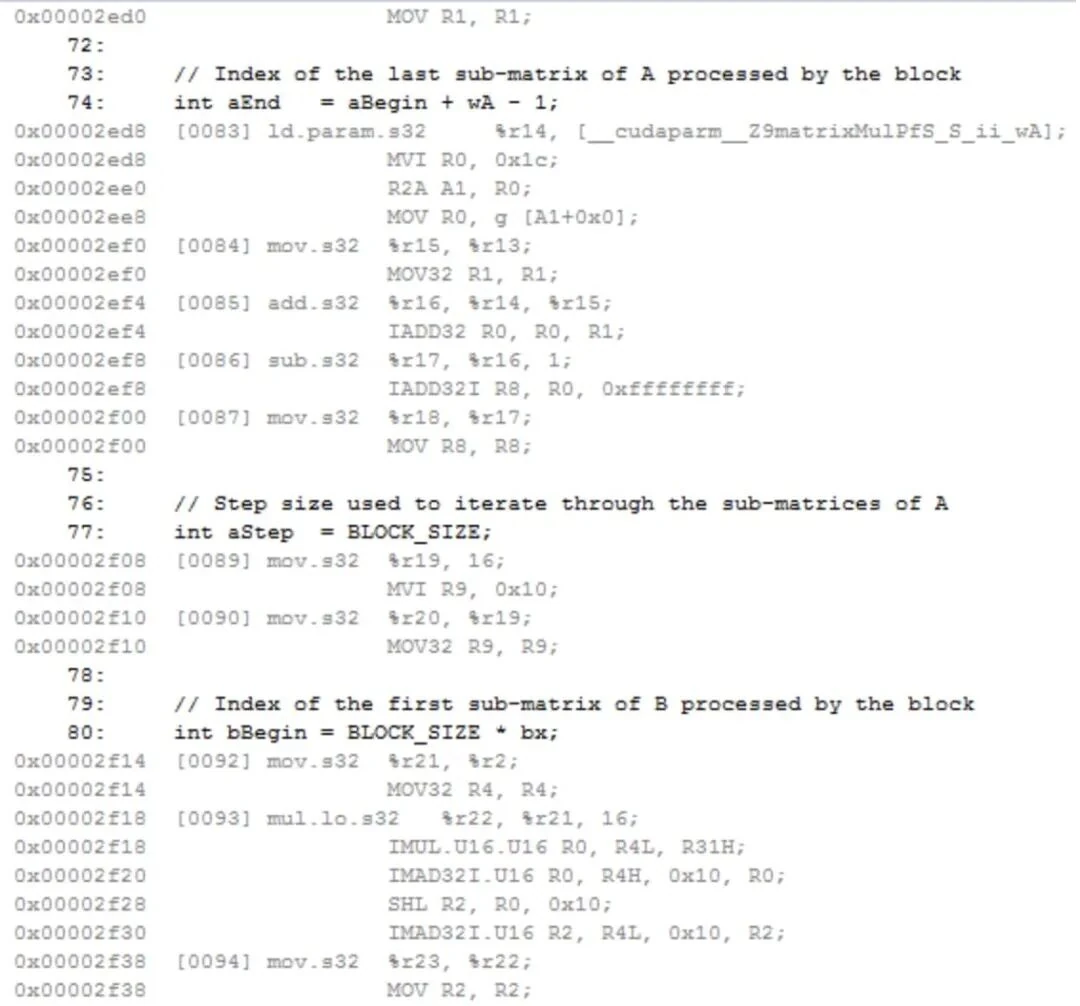 0x00002ed0 MOV R1, R1;
72:
73: // Index of the last sub-matrix of A processed by the block
74: int aEnd = aBegin + wA - 1;
0x00002ed8 [0083] ld.param.s32 %r14, [__cudaparm__Z9matrixMulPfS_S_ii_wA];
0x00002ed8 MVI R0, 0x1c;
0x00002ee0 R2A A1, R0;
0x00002ee8 MOV R0, g [A1+0x0];
0x00002ef0 [0084] mov.s32 %r15, %r13;
0x00002ef0 MOV32 R1, R1;
0x00002ef4 [0085] add.s32 %r16, %r14, %r15;
0x00002ef4 IADD32 R0, R0, R1;
0x00002ef8 [0086] sub.s32 %r17, %r16, 1;
0x00002ef8 IADD32I R8, R0, 0xffffffff;
0x00002f00 [0087] mov.s32 %r18, %r17;
0x00002f00 MOV R8, R8;
75:
76: // Step size used to iterate through the sub-matrices of A
77: int aStep = BLOCK_SIZE;
0x00002f08 [0089] mov.s32 %r19, 16;
0x00002f08 MVI R9, 0x10;
0x00002f10 [0090] mov.s32 %r20, %r19;
0x00002f10 MOV32 R9, R9;
78:
79: // Index of the first sub-matrix of B processed by the block
80: int bBegin = BLOCK_SIZE * bx;
0x00002f14 [0092] mov.s32 %r21, %r2;
0x00002f14 MOV32 R4, R4;
0x00002f18 [0093] mul.lo.s32 %r22, %r21, 16;
0x00002f18 IMUL.U16.U16 R0, R4L, R31H;
0x00002f20 IMAD32I.U16 R0, R4H, 0x10, R0;
0x00002f28 SHL R2, R0, 0x10;
0x00002f30 IMAD32I.U16 R2, R4L, 0x10, R2;
0x00002f38 [0094] mov.s32 %r23, %r22;
0x00002f38 MOV R2, R2;